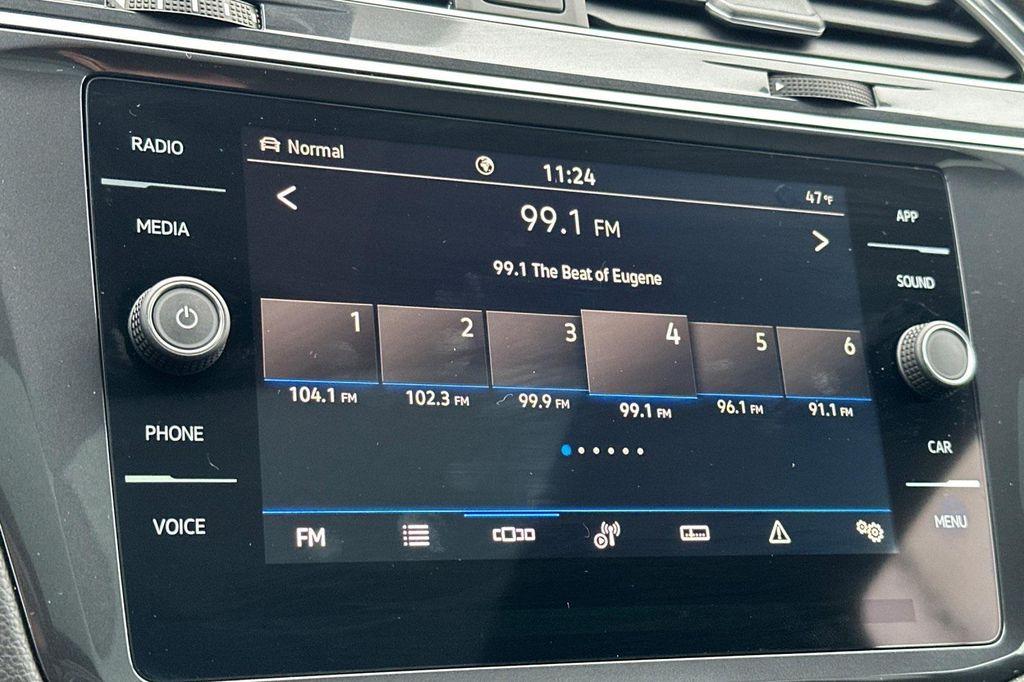 RADIO
MEDIA
PHONE
VOICE
Normal
11:24
47°F
99.1 FM
99.1 The Beat of Eugene
1 2 3 4 5 6
104.1 FM 102.3 FM 99.9 FM 99.1 FM 96.1 FM 91.1 FM
FM
APP
SOUND
CAR
MENU